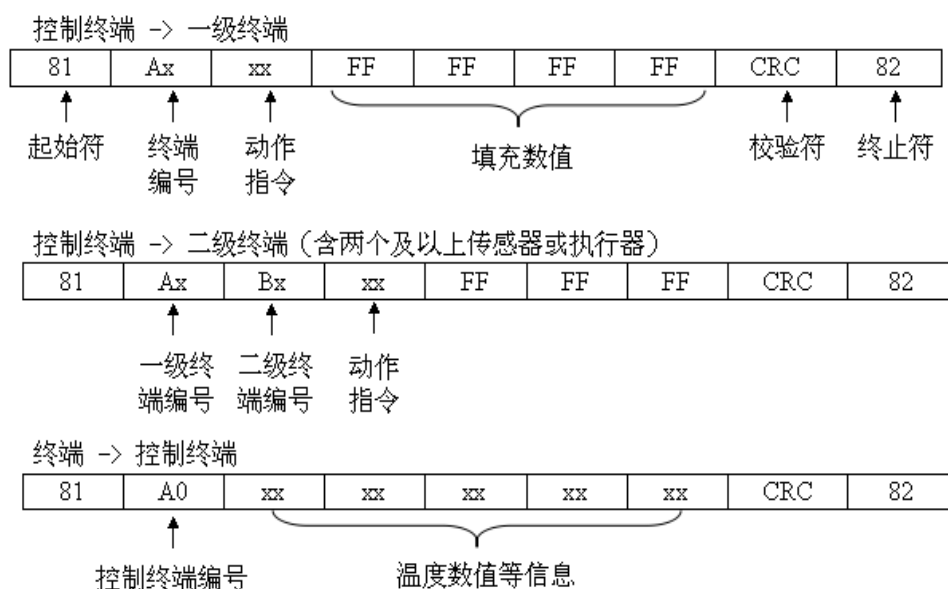 控制终端 -> 一级终端
81 Ax xx FF FF FF FF CRC 82
起始符 终端编号 动作指令 填充数值 校验符 终止符
控制终端 -> 二级终端（含两个及以上传感器或执行器）
81 Ax Bx xx FF FF FF CRC 82
一级终端编号 二级终端编号 动作指令
终端 -> 控制终端
81 A0 xx xx xx xx xx CRC 82
控制终端编号 温度数值等信息